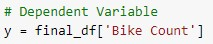 # Dependent Variable
y = final_df['Bike Count']